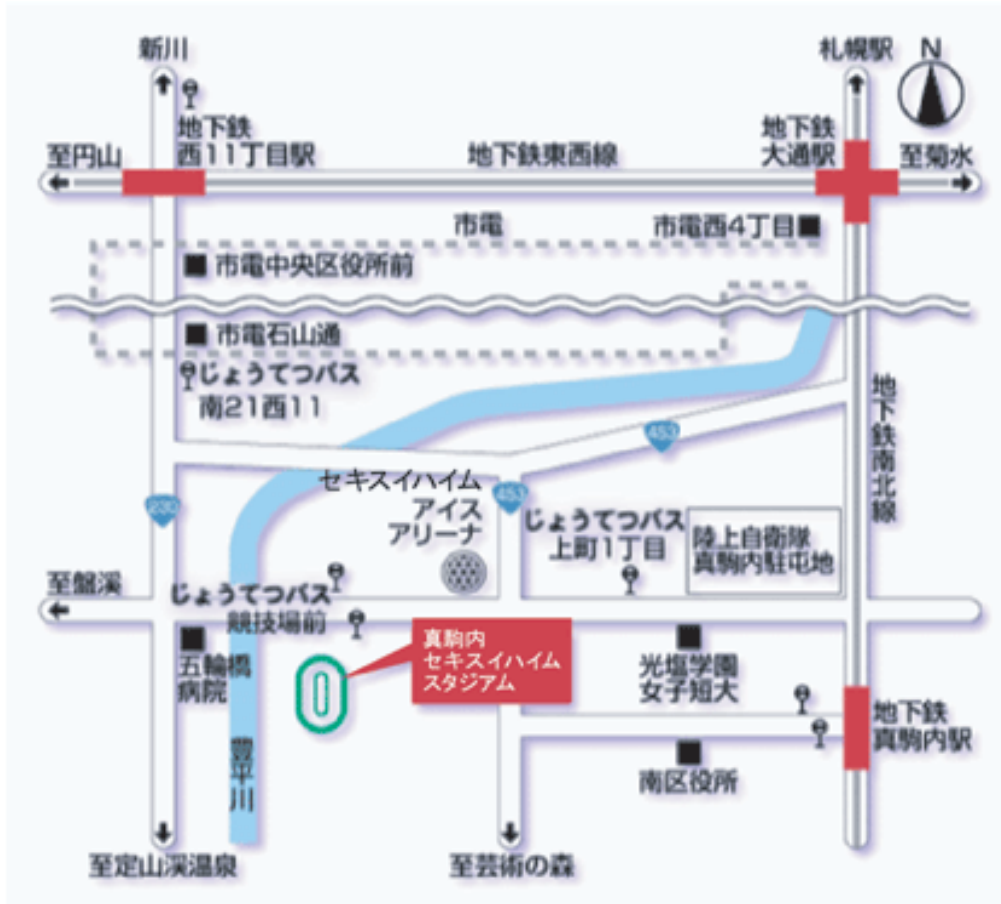 新川
札幌駅
N
地下鉄
西11丁目駅
地下鉄
大通駅
至円山
地下鉄東西線
至菊水
市電
市電西4丁目
市電中央区役所前
市電石山通
じょうてつバス
南21西11
地下鉄南北線
453
セキスイハイム
アイス
アリーナ
230
453
じょうてつバス
上町1丁目
陸上自衛隊
真駒内駐屯地
至盤渓
じょうてつバス
競技場前
真駒内
セキスイハイム
スタジアム
五輪橋
病院
光塩学園
女子短大
地下鉄
真駒内駅
豊平川
南区役所
至定山渓温泉
至芸術の森